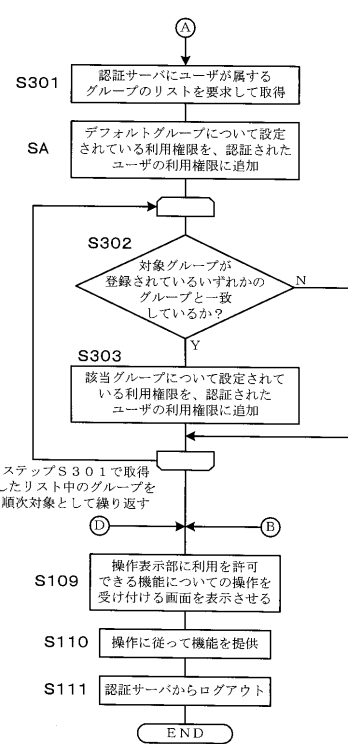 A
S301
認証サーバにユーザが属する
グループのリストを要求して取得
SA
デフォルトグループについて設定
されている利用権限を、認証された
ユーザの利用権限に追加
S302
対象グループが
登録されているいずれかの
グループと一致
しているか？
N
Y
S303
該当グループについて設定されて
いる利用権限を、認証された
ユーザの利用権限に追加
ステップS301で取得
したリスト中のグループを
順次対象として繰り返す
D
B
S109
操作表示部に利用を許可
できる機能についての操作を
受け付ける画面を表示させる
S110
操作に従って機能を提供
S111
認証サーバからログアウト
END